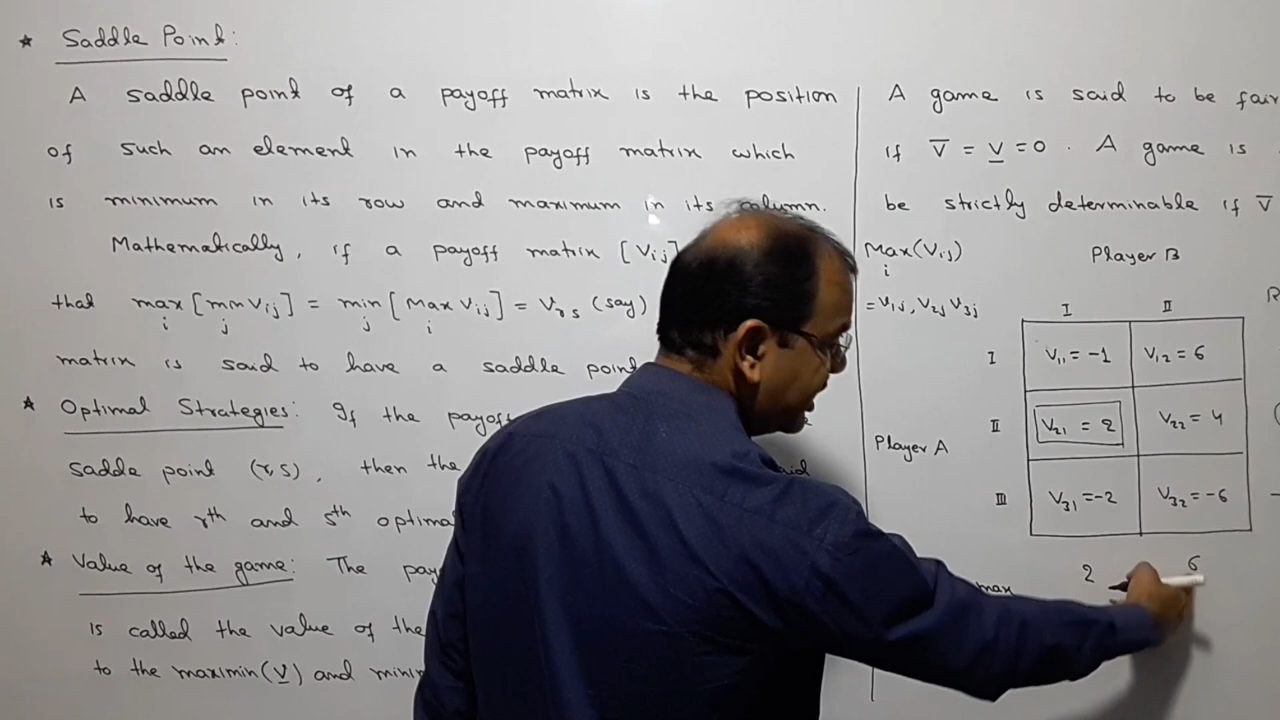 * Saddle Point:
A saddle point of a payoff matrix is the position
of such an element in the payoff matrix which
is minimum in its row and maximum in its column.
Mathematically, if a payoff matrix [Vij]
that max i [min j Vij] = min j [Max i Vij] = Vrs (say)
matrix is said to have a saddle point
* Optimal Strategies: If the payoff
sadde point (r,s), then the said
to have rth and sth optimal
* Value of the game: The pay
is called the value of the
to the maximin (V̲) and minim
A game is said to be fair
if V̅ = V̲ = 0. A game is
be strictly determinable if V̅
Max i (Vij)
= V1j, V2j V3j
Player B
I II
I V11 = -1 V12 = 6
II V21 = 2 V22 = 4
Player A
III V31 = -2 V32 = -6
max 2 6